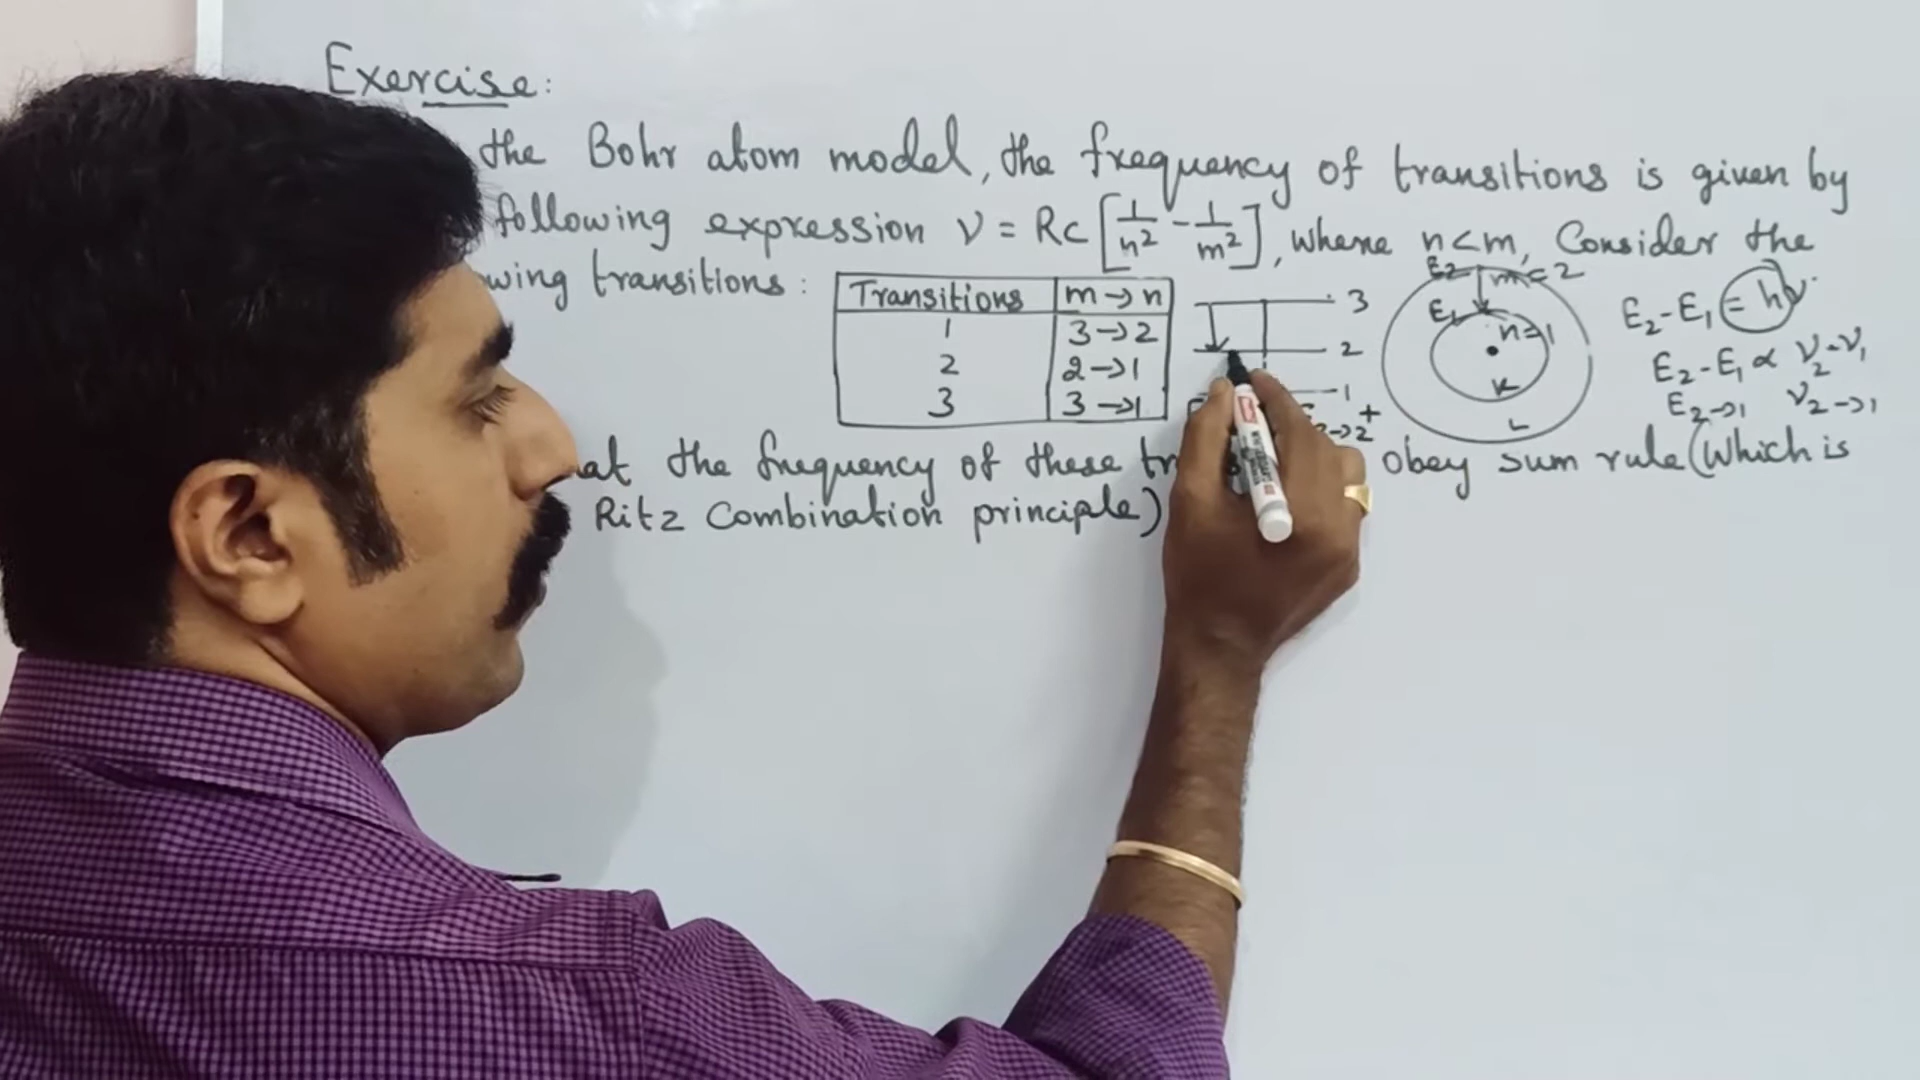 Exercise:
the Bohr atom model, the frequency of transitions is given by
following expression ν = Rc [1/n² - 1/m²], where n<m, Consider the
wing transitions:
Transitions m→n
1 3→2
2 2→1
3 3→1
3
2
1
+
→2
E2 m=2
E1 n=1
K
L
E2-E1 = hν
E2-E1 ∝ ν2-ν1
E2→1 ν2→1
at the frequency of these obey sum rule (Which is
Ritz Combination principle)